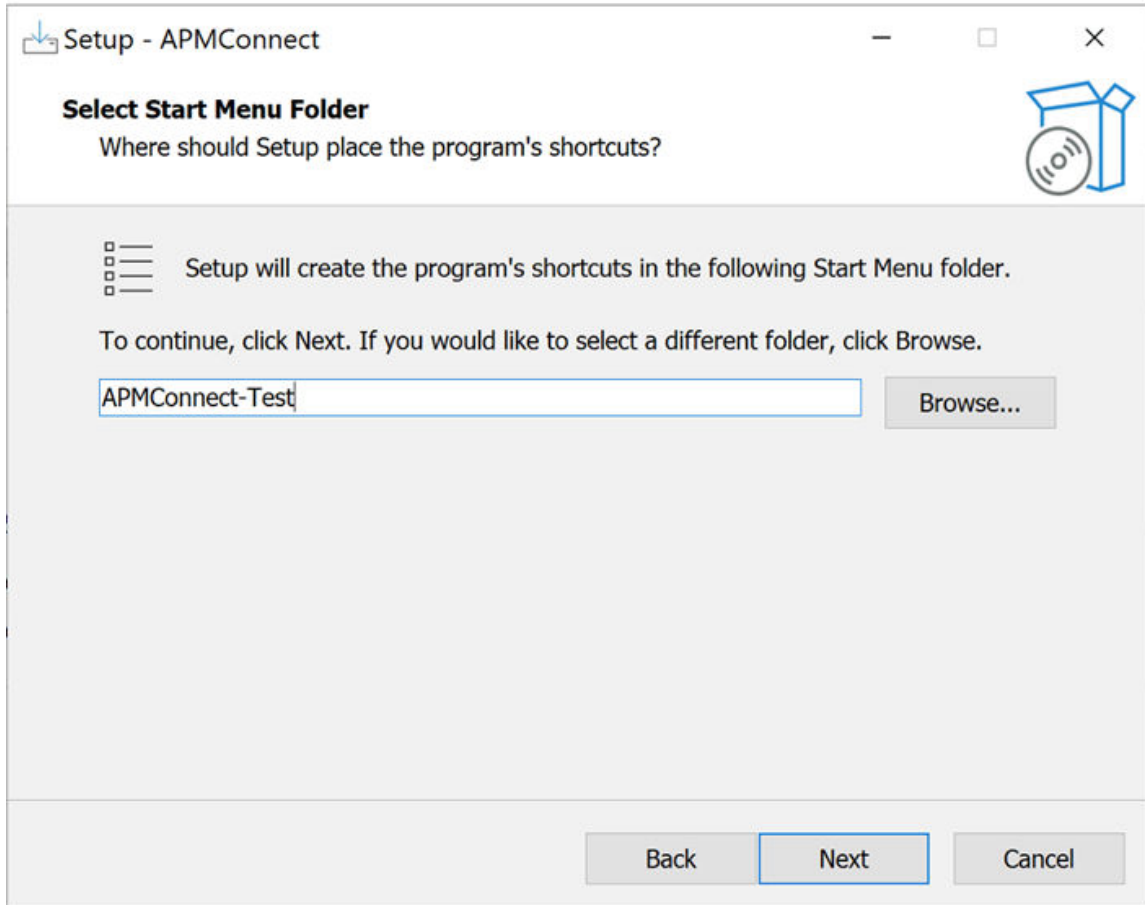 Setup - APMConnect
Select Start Menu Folder
Where should Setup place the program's shortcuts?
Setup will create the program's shortcuts in the following Start Menu folder.
To continue, click Next. If you would like to select a different folder, click Browse.
APMConnect-Test
Browse...
Back
Next
Cancel